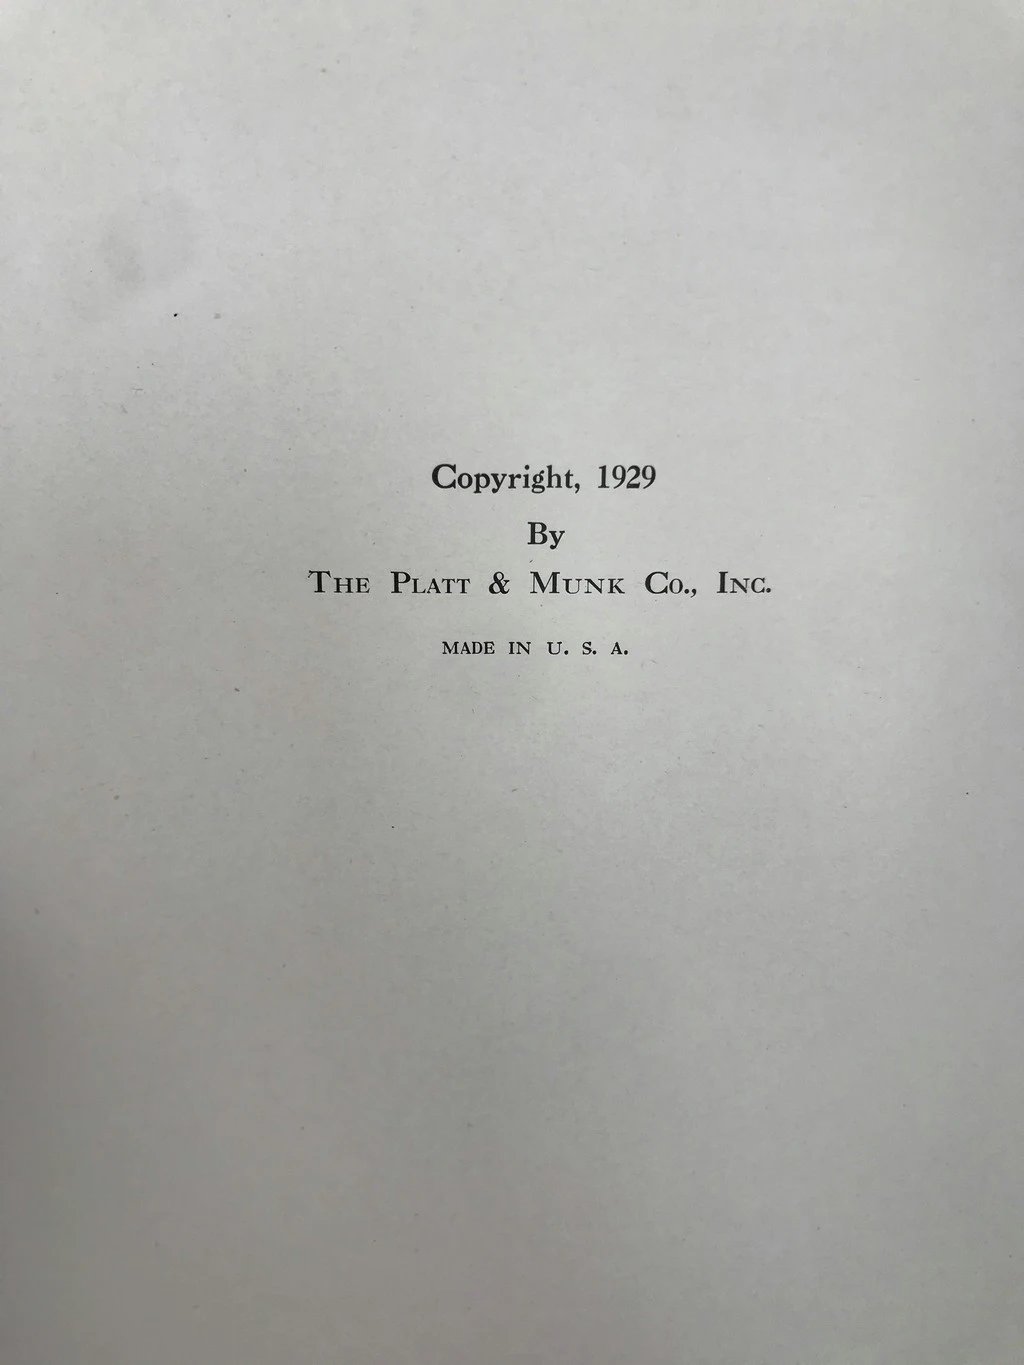 Copyright, 1929
By
The Platt & Munk Co., Inc.
MADE IN U. S. A.